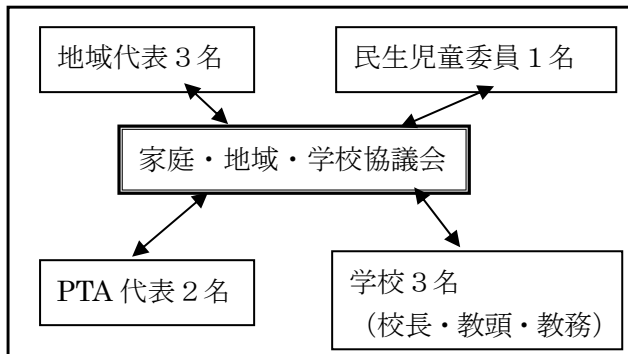 地域代表３名
民生児童委員１名
家庭・地域・学校協議会
PTA 代表２名
学校３名
（校長・教頭・教務）